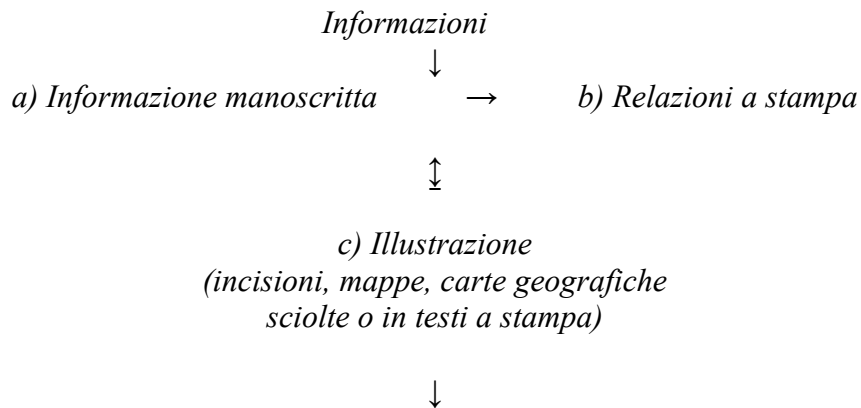 Informazioni
↓
a) Informazione manoscritta → b) Relazioni a stampa
↨
c) Illustrazione
(incisioni, mappe, carte geografiche
sciolte o in testi a stampa)
↓